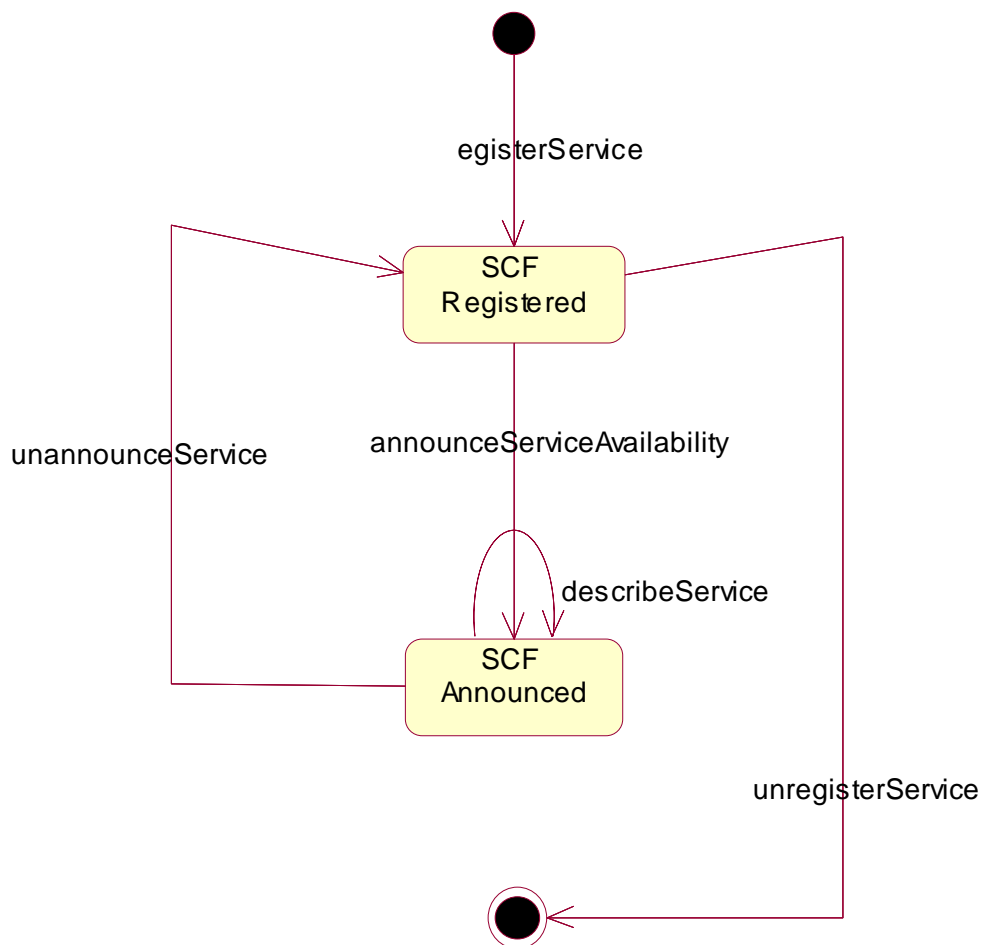 egisterService
SCF
Registered
announceServiceAvailability
unannounceService
describeService
SCF
Announced
unregisterService